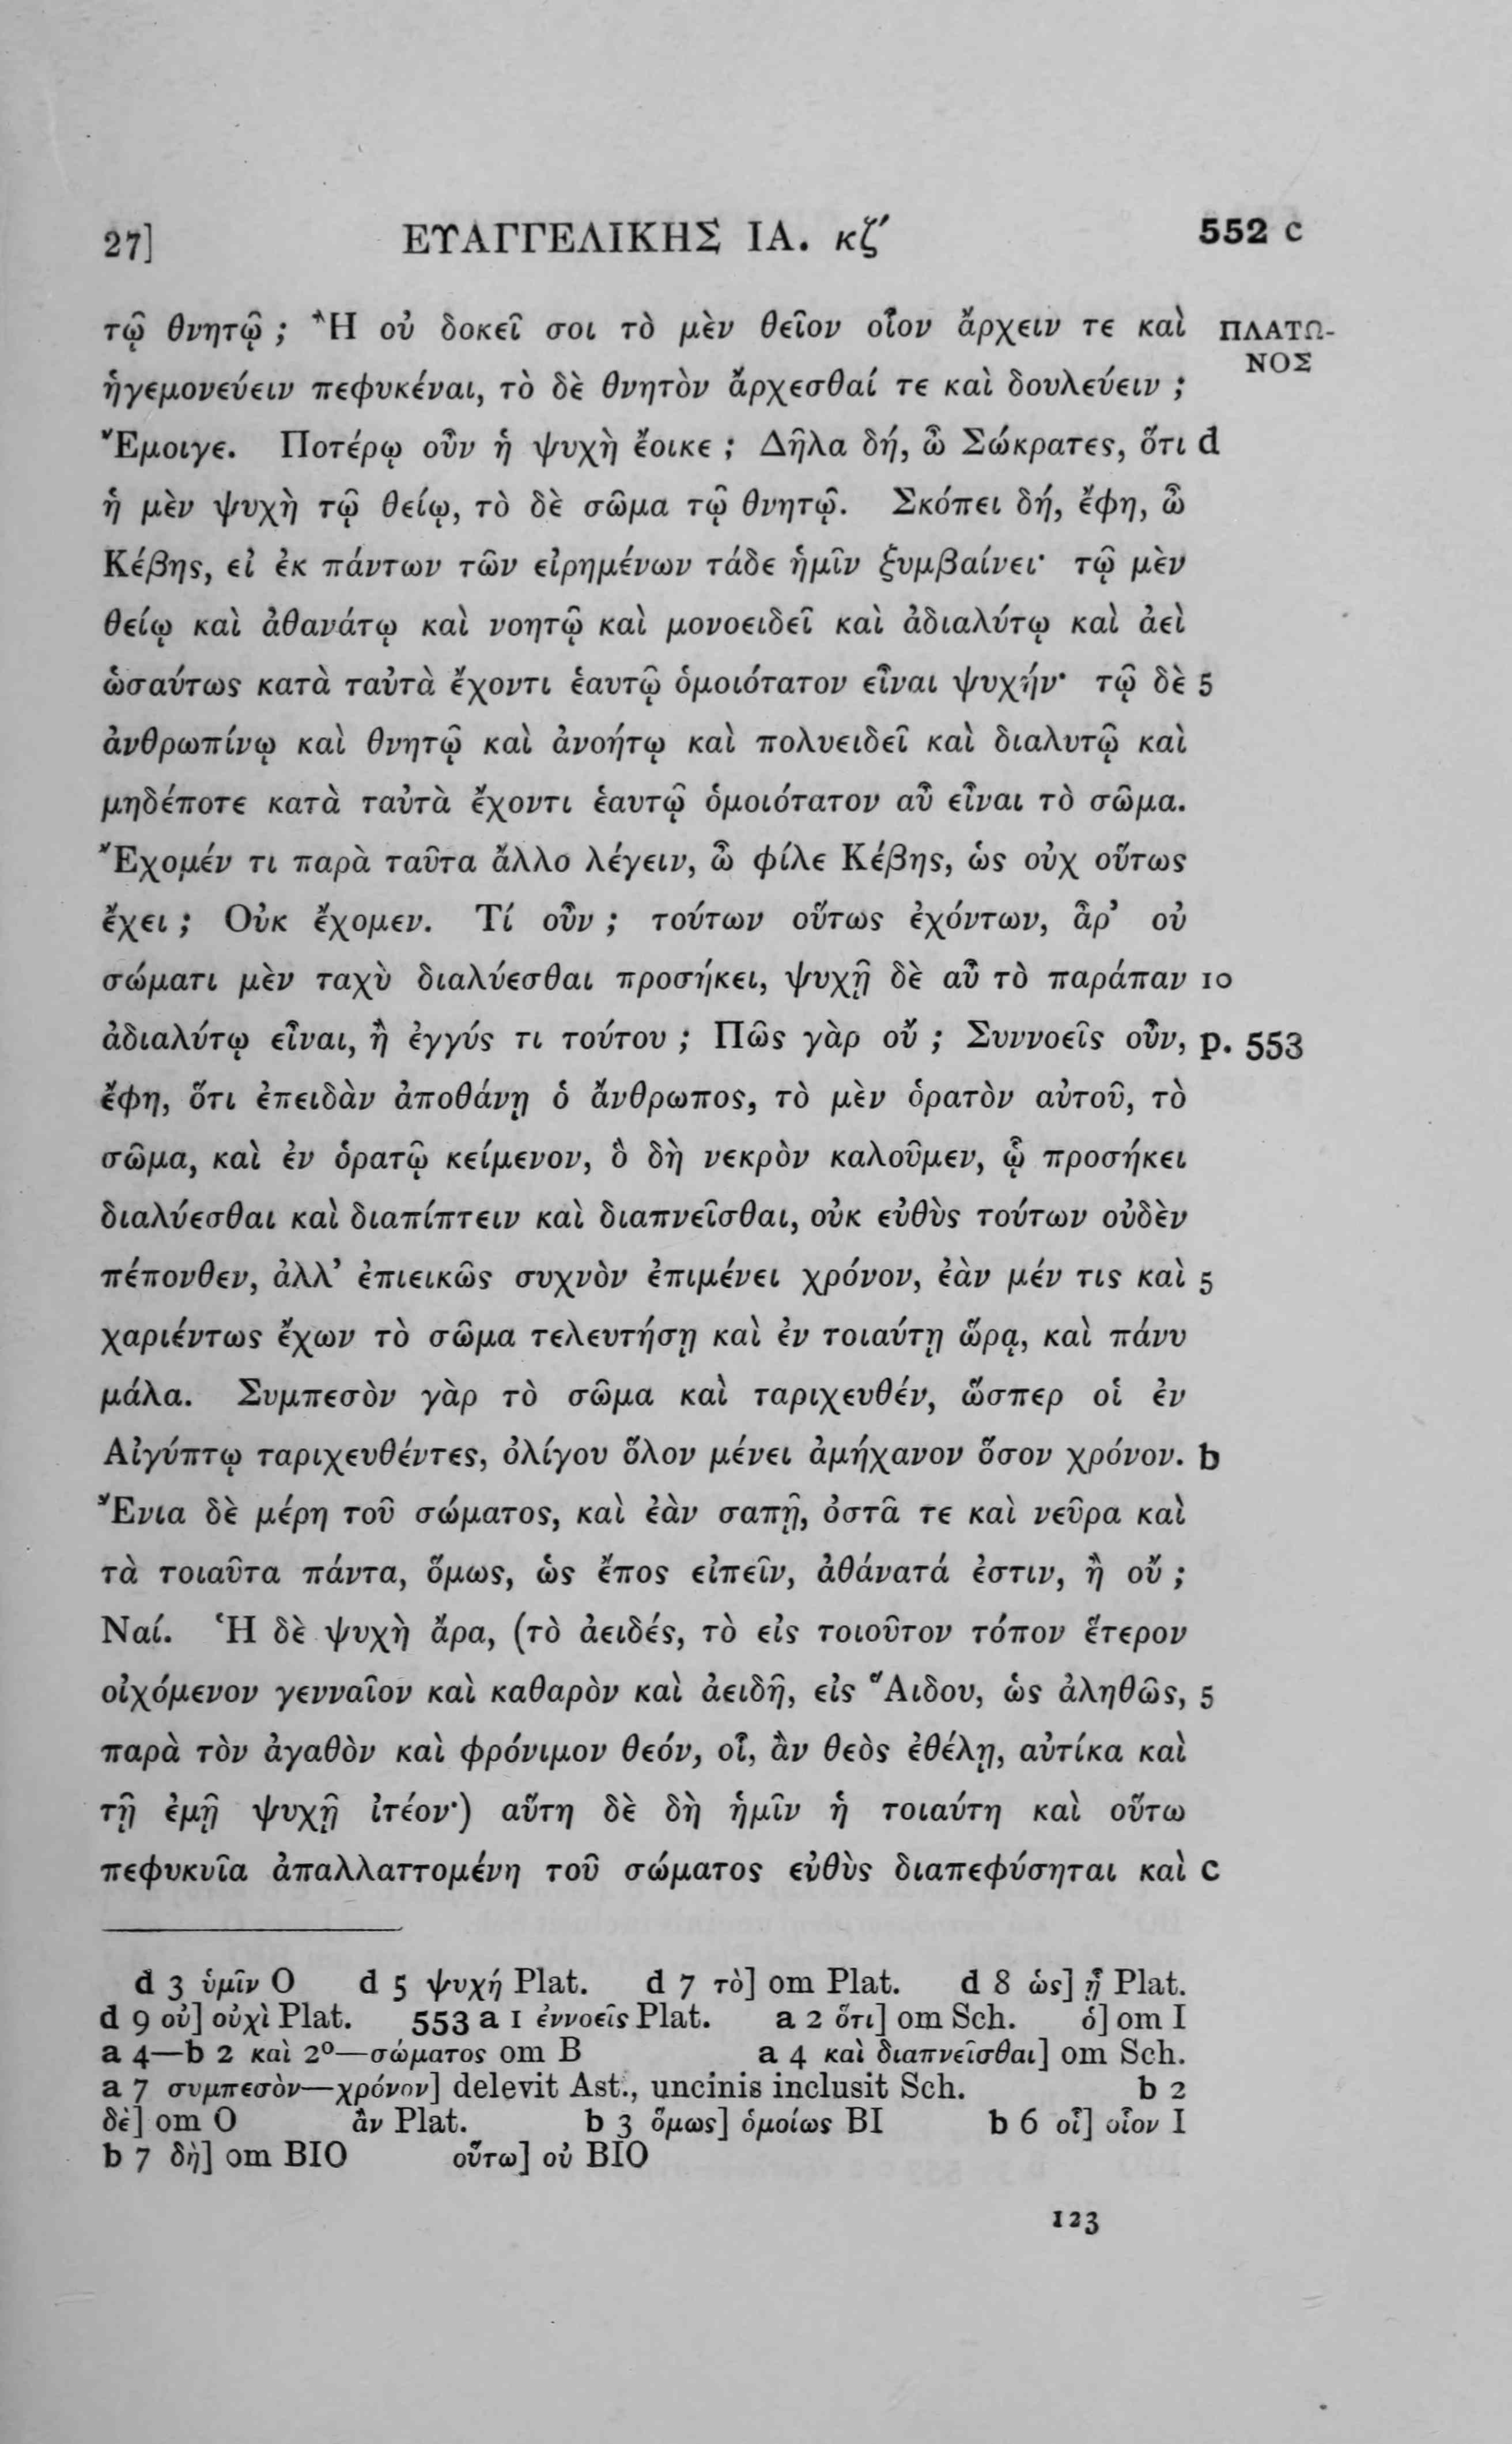 27] ΕΥΑΓΓΕΛΙΚΗΣ ΙΑ. κζ′ 552 c
τῷ θνητῷ ; Ἢ οὐ δοκεῖ σοι τὸ μὲν θεῖον οἷον ἄρχειν τε καὶ ΠΛΑΤΩ-
ΝΟΣ
ἡγεμονεύειν πεφυκέναι, τὸ δὲ θνητὸν ἄρχεσθαί τε καὶ δουλεύειν ;
Ἔμοιγε. Ποτέρῳ οὖν ἡ ψυχὴ ἔοικε ; Δῆλα δή, ὦ Σώκρατες, ὅτι d
ἡ μὲν ψυχὴ τῷ θείῳ, τὸ δὲ σῶμα τῷ θνητῷ. Σκόπει δή, ἔφη, ὦ
Κέβης, εἰ ἐκ πάντων τῶν εἰρημένων τάδε ἡμῖν ξυμβαίνει· τῷ μὲν
θείῳ καὶ ἀθανάτῳ καὶ νοητῷ καὶ μονοειδεῖ καὶ ἀδιαλύτῳ καὶ ἀεὶ
ὡσαύτως κατὰ ταὐτὰ ἔχοντι ἑαυτῷ ὁμοιότατον εἶναι ψυχήν· τῷ δὲ 5
ἀνθρωπίνῳ καὶ θνητῷ καὶ ἀνοήτῳ καὶ πολυειδεῖ καὶ διαλυτῷ καὶ
μηδέποτε κατὰ ταὐτὰ ἔχοντι ἑαυτῷ ὁμοιότατον αὖ εἶναι τὸ σῶμα.
Ἔχομέν τι παρὰ ταῦτα ἄλλο λέγειν, ὦ φίλε Κέβης, ὡς οὐχ οὕτως
ἔχει ; Οὐκ ἔχομεν. Τί οὖν ; τούτων οὕτως ἐχόντων, ἆρ’ οὐ
σώματι μὲν ταχὺ διαλύεσθαι προσήκει, ψυχῇ δὲ αὖ τὸ παράπαν 10
ἀδιαλύτῳ εἶναι, ἢ ἐγγύς τι τούτου ; Πῶς γὰρ οὔ ; Συννοεῖς οὖν, p. 553
ἔφη, ὅτι ἐπειδὰν ἀποθάνῃ ὁ ἄνθρωπος, τὸ μὲν ὁρατὸν αὐτοῦ, τὸ
σῶμα, καὶ ἐν ὁρατῷ κείμενον, ὃ δὴ νεκρὸν καλοῦμεν, ᾧ προσήκει
διαλύεσθαι καὶ διαπίπτειν καὶ διαπνεῖσθαι, οὐκ εὐθὺς τούτων οὐδὲν
πέπονθεν, ἀλλ’ ἐπιεικῶς συχνὸν ἐπιμένει χρόνον, ἐὰν μέν τις καὶ 5
χαριέντως ἔχων τὸ σῶμα τελευτήσῃ καὶ ἐν τοιαύτῃ ὥρᾳ, καὶ πάνυ
μάλα. Συμπεσὸν γὰρ τὸ σῶμα καὶ ταριχευθέν, ὥσπερ οἱ ἐν
Αἰγύπτῳ ταριχευθέντες, ὀλίγου ὅλον μένει ἀμήχανον ὅσον χρόνον. b
Ἔνια δὲ μέρη τοῦ σώματος, καὶ ἐὰν σαπῇ, ὀστᾶ τε καὶ νεῦρα καὶ
τὰ τοιαῦτα πάντα, ὅμως, ὡς ἔπος εἰπεῖν, ἀθάνατά ἐστιν, ἢ οὔ ;
Ναί. Ἡ δὲ ψυχὴ ἄρα, (τὸ ἀειδές, τὸ εἰς τοιοῦτον τόπον ἕτερον
οἰχόμενον γενναῖον καὶ καθαρὸν καὶ ἀειδῆ, εἰς Ἅιδου, ὡς ἀληθῶς, 5
παρὰ τὸν ἀγαθὸν καὶ φρόνιμον θεόν, οἷ, ἂν θεὸς ἐθέλῃ, αὐτίκα καὶ
τῇ ἐμῇ ψυχῇ ἰτέον·) αὕτη δὲ δὴ ἡμῖν ἡ τοιαύτη καὶ οὕτω
πεφυκυῖα ἀπαλλαττομένη τοῦ σώματος εὐθὺς διαπεφύσηται καὶ c
d 3 ὑμῖν O d 5 ψυχή Plat. d 7 τὸ] om Plat. d 8 ὡς] ᾗ Plat.
d 9 οὐ] οὐχὶ Plat. 553 a 1 ἐννοεῖς Plat. a 2 ὅτι] om Sch. ὁ] om I
a 4—b 2 καὶ 2º—σώματος om B a 4 καὶ διαπνεῖσθαι] om Sch.
a 7 συμπεσὸν—χρόνον] delevit Ast., uncinis inclusit Sch. b 2
δὲ] om O ἂν Plat. b 3 ὅμως] ὁμοίως BI b 6 οἷ] οἷον I
b 7 δὴ] om BIO οὕτω] οὐ BIO
123